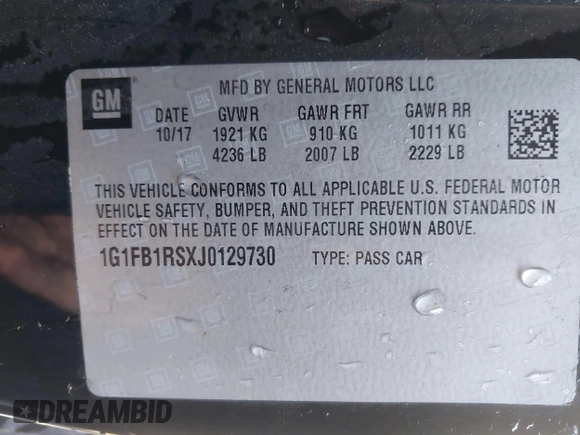 GM
MFD BY GENERAL MOTORS LLC
DATE GVWR GAWR FRT GAWR RR
10/17 1921 KG 910 KG 1011 KG
4236 LB 2007 LB 2229 LB
THIS VEHICLE CONFORMS TO ALL APPLICABLE U.S. FEDERAL MOTOR
VEHICLE SAFETY, BUMPER, AND THEFT PREVENTION STANDARDS IN
EFFECT ON THE DATE OF MANUFACTURE SHOWN ABOVE.
1G1FB1RSXJ0129730 TYPE: PASS CAR
DREAMBID